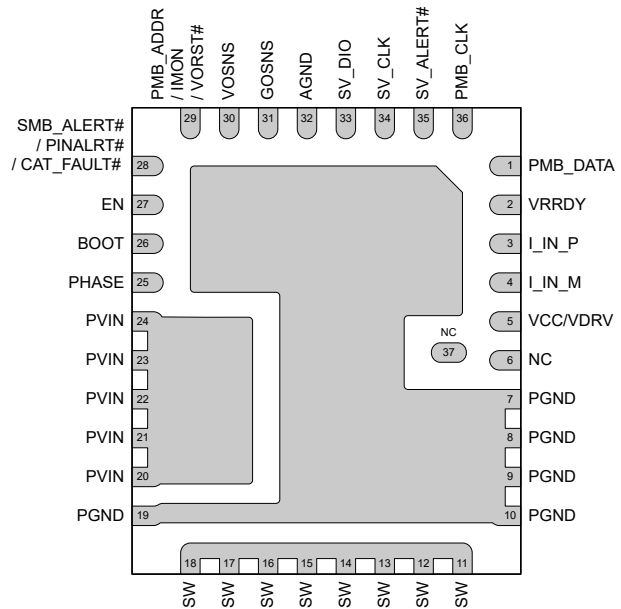 PMB_ADDR
/ IMON
/ VORST#
VOSNS
GOSNS
AGND
SV_DIO
SV_CLK
SV_ALERT#
PMB_CLK
29
30
31
32
33
34
35
36
SMB_ALERT#
/ PINALRT#
/ CAT_FAULT#
28
1
PMB_DATA
EN
27
2
VRRDY
BOOT
26
3
I_IN_P
PHASE
25
4
I_IN_M
PVIN
24
5
VCC/VDRV
NC
37
PVIN
23
6
NC
PVIN
22
7
PGND
PVIN
21
8
PGND
PVIN
20
9
PGND
PGND
19
10
PGND
18
17
16
15
14
13
12
11
SW
SW
SW
SW
SW
SW
SW
SW